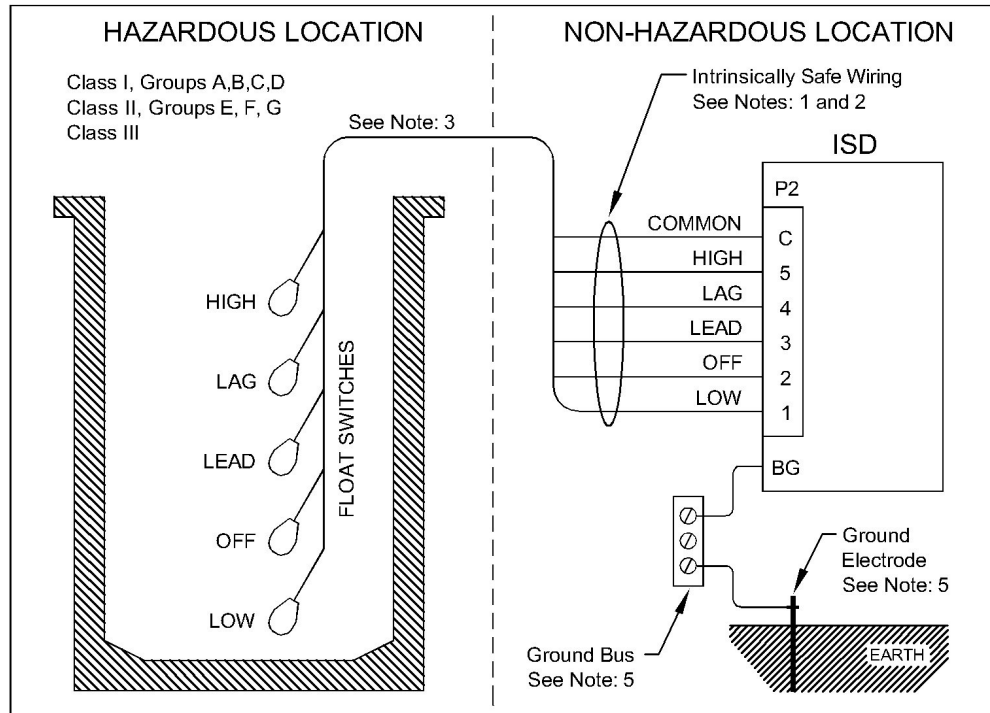 HAZARDOUS LOCATION
Class I, Groups A,B,C,D
Class II, Groups E, F, G
Class III
See Note: 3
HIGH
LAG
LEAD
OFF
LOW
FLOAT SWITCHES
NON-HAZARDOUS LOCATION
Intrinsically Safe Wiring
See Notes: 1 and 2
ISD
P2
COMMON C
HIGH 5
LAG 4
LEAD 3
OFF 2
LOW 1
BG
Ground
Electrode
See Note: 5
Ground Bus
See Note: 5
EARTH